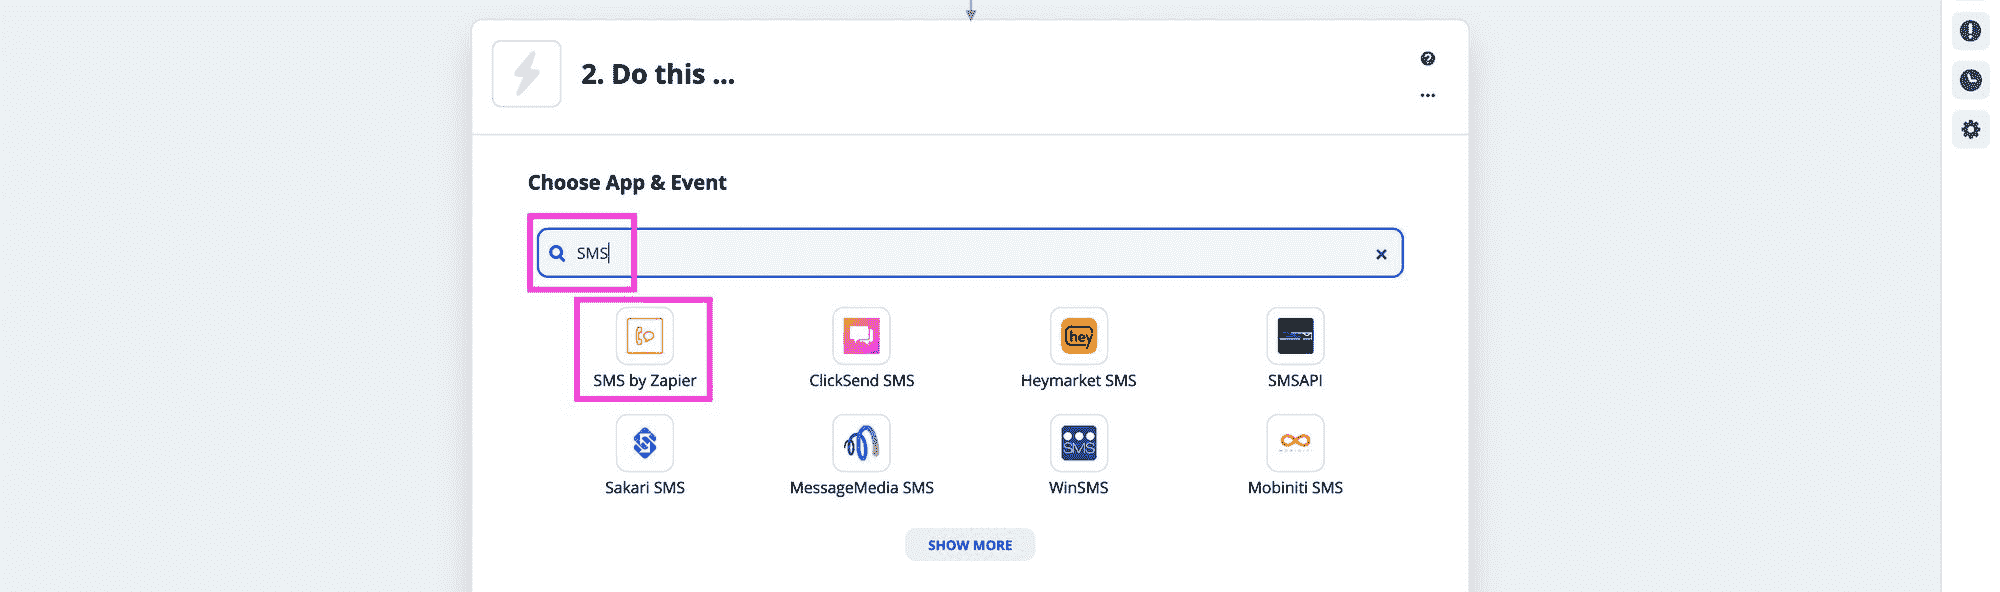 2. Do this ...
Choose App & Event
SMS
SMS by Zapier
hey
ClickSend SMS
Heymarket SMS
SMSAPI
SMS
Sakari SMS
MessageMedia SMS
WinSMS
Mobiniti SMS
SHOW MORE